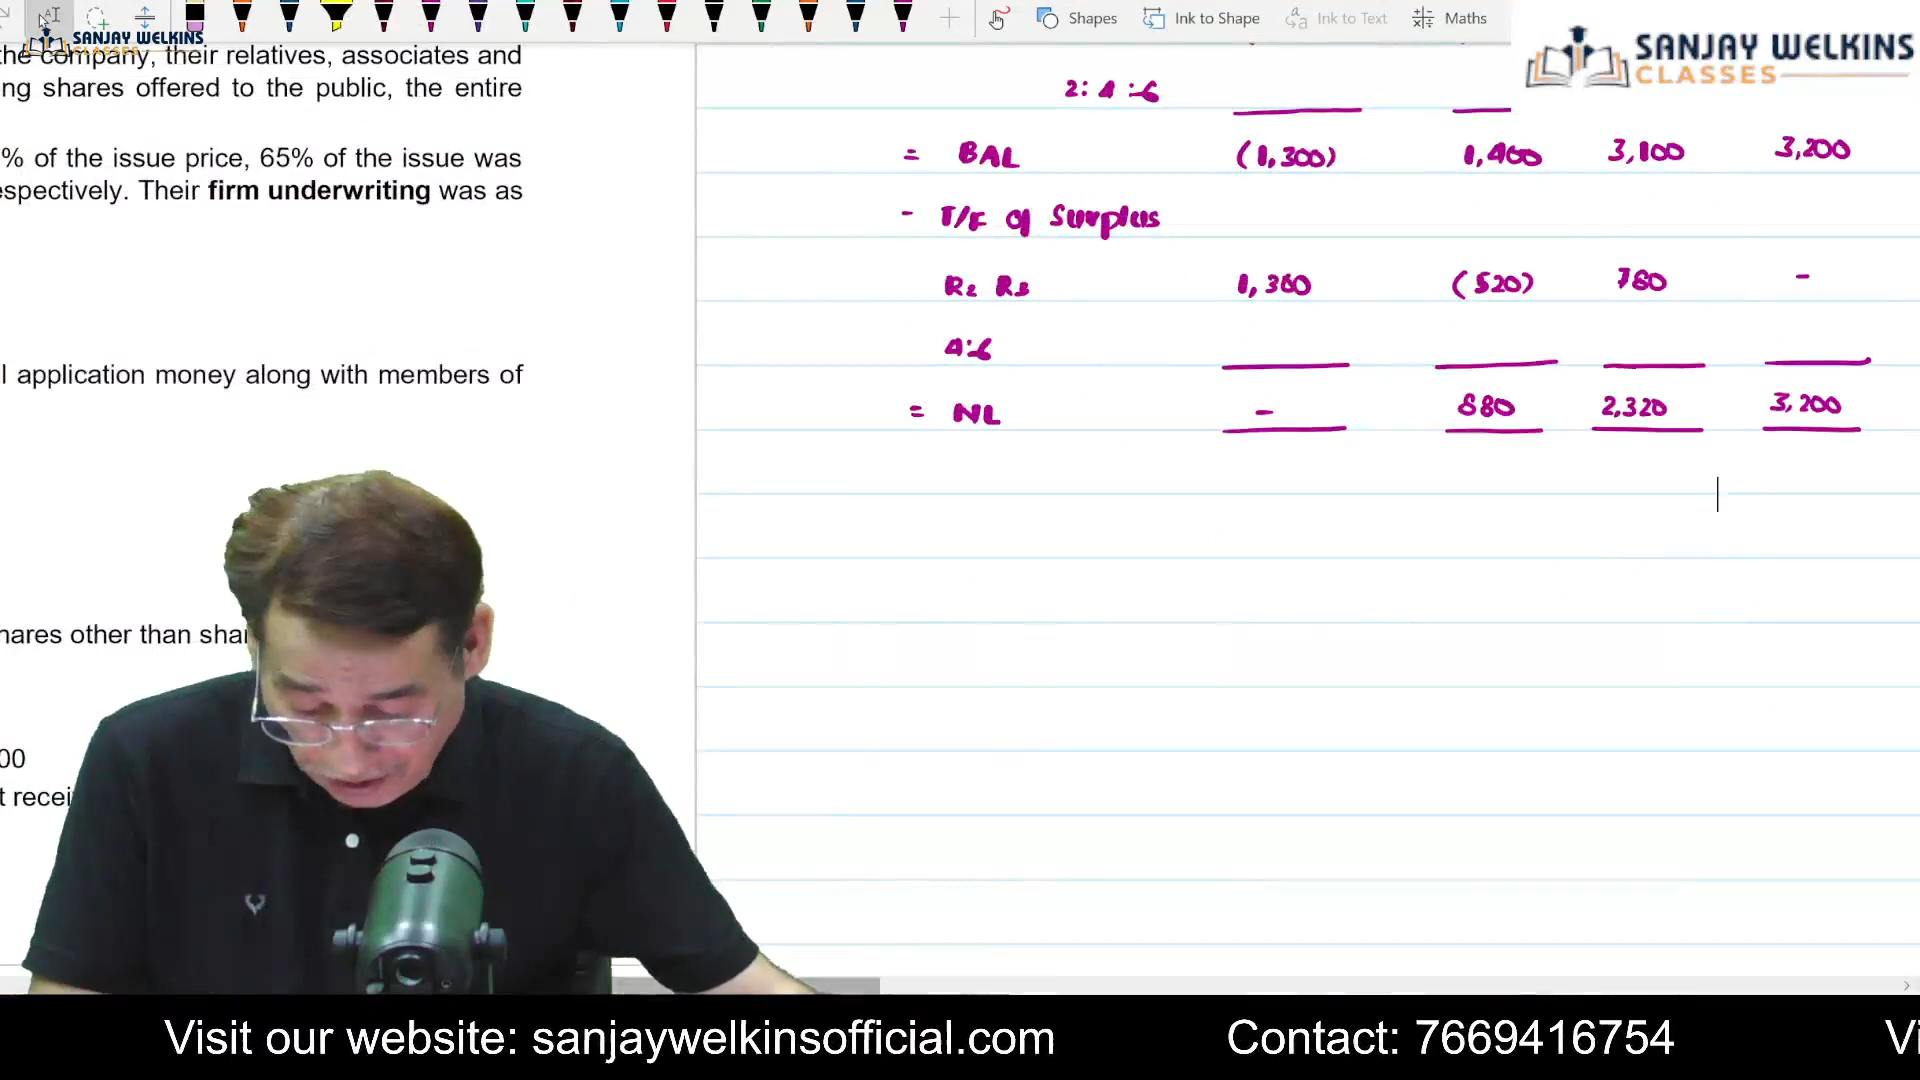 Shapes Ink to Shape Ink to Text Maths
SANJAY WELKINS
CLASSES
SANJAY WELKINS
CLASSES
the company, their relatives, associates and
ng shares offered to the public, the entire
% of the issue price, 65% of the issue was
espectively. Their firm underwriting was as
l application money along with members of
hares other than shar
00
t recei
2:4:6
= BAL (1,300) 1,400 3,100 3,200
- T/F of Surplus
R2 R3 1,300 (520) 780 -
4:6
= NL - 880 2,320 3,200
Visit our website: sanjaywelkinsofficial.com Contact: 7669416754 Vi